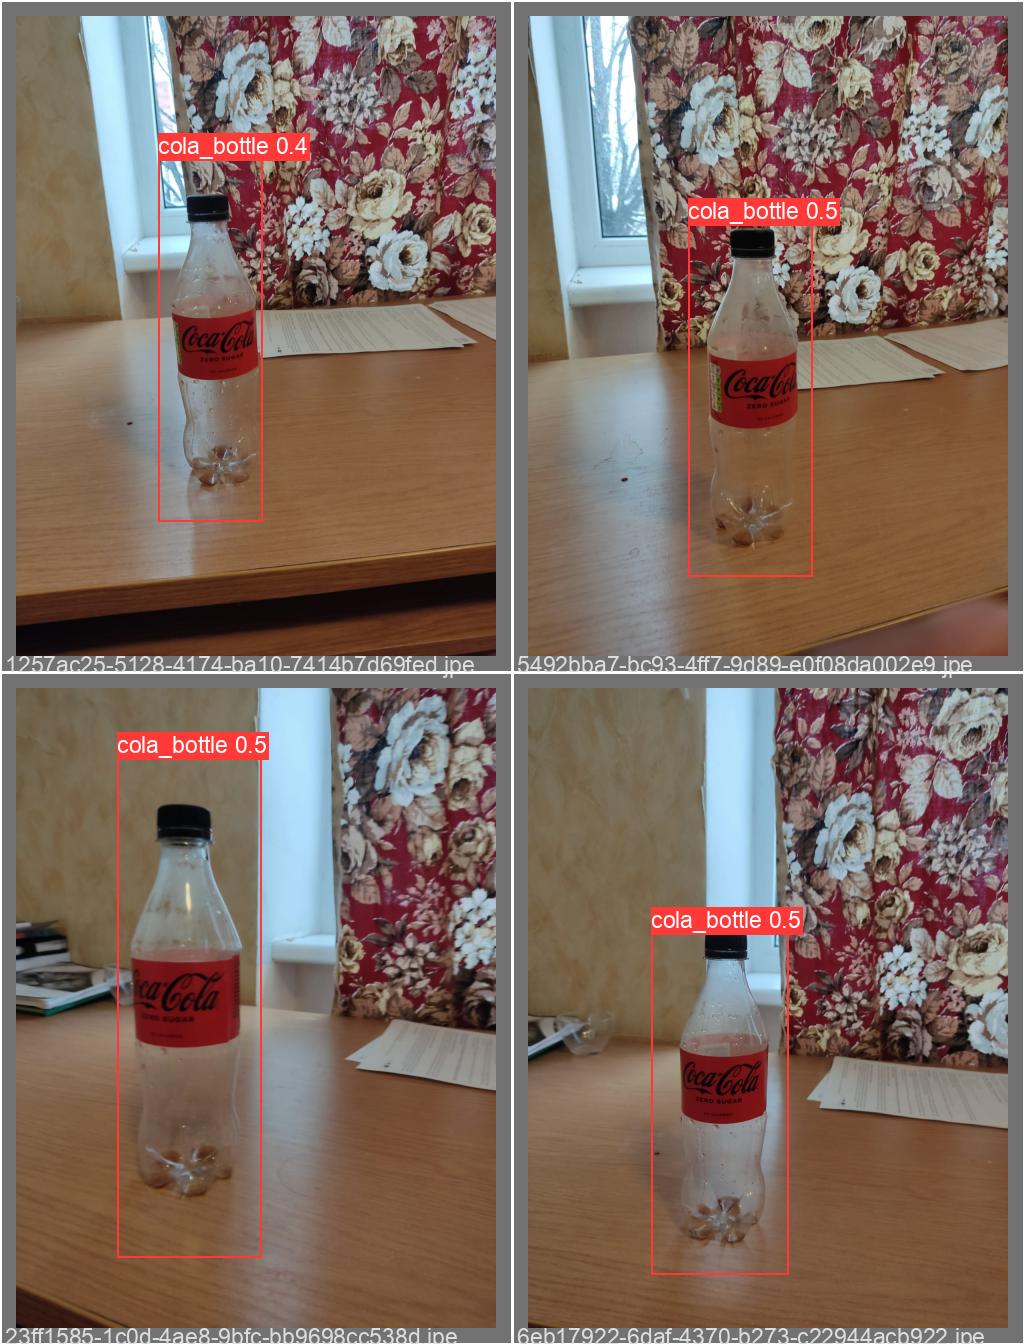 cola_bottle 0.4
Coca-Cola
ZERO SUGAR
1257ac25-5128-4174-ba10-7414b7d69fed.jpe
cola_bottle 0.5
Coca-Cola
ZERO SUGAR
5492bba7-bc93-4ff7-9d89-e0f08da002e9.jpe
cola_bottle 0.5
Coca-Cola
ZERO SUGAR
23ff1585-1c0d-4ae8-9bfc-bb9698cc538d.jpe
cola_bottle 0.5
Coca-Cola
ZERO SUGAR
6eb17922-6daf-4370-b273-c22944acb922.jpe